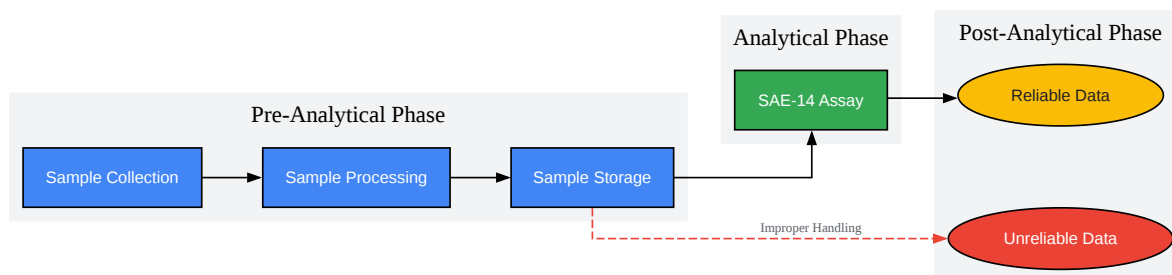 Pre-Analytical Phase
Sample Collection
Sample Processing
Sample Storage
Analytical Phase
SAE-14 Assay
Post-Analytical Phase
Reliable Data
Improper Handling
Unreliable Data